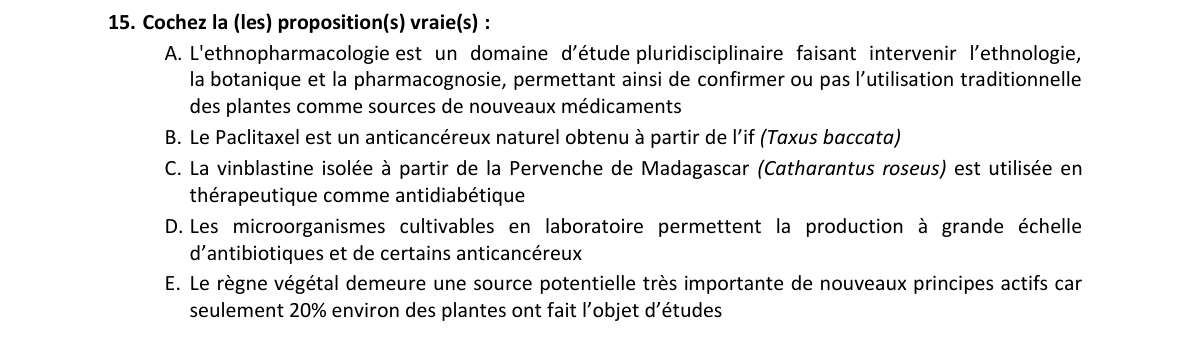 15. Cochez la (les) proposition(s) vraie(s) :
A. L'ethnopharmacologie est un domaine d’étude pluridisciplinaire faisant intervenir l’ethnologie,
la botanique et la pharmacognosie, permettant ainsi de confirmer ou pas l’utilisation traditionnelle
des plantes comme sources de nouveaux médicaments
B. Le Paclitaxel est un anticancéreux naturel obtenu à partir de l’if (Taxus baccata)
C. La vinblastine isolée à partir de la Pervenche de Madagascar (Catharantus roseus) est utilisée en
thérapeutique comme antidiabétique
D. Les microorganismes cultivables en laboratoire permettent la production à grande échelle
d’antibiotiques et de certains anticancéreux
E. Le règne végétal demeure une source potentielle très importante de nouveaux principes actifs car
seulement 20% environ des plantes ont fait l’objet d’études